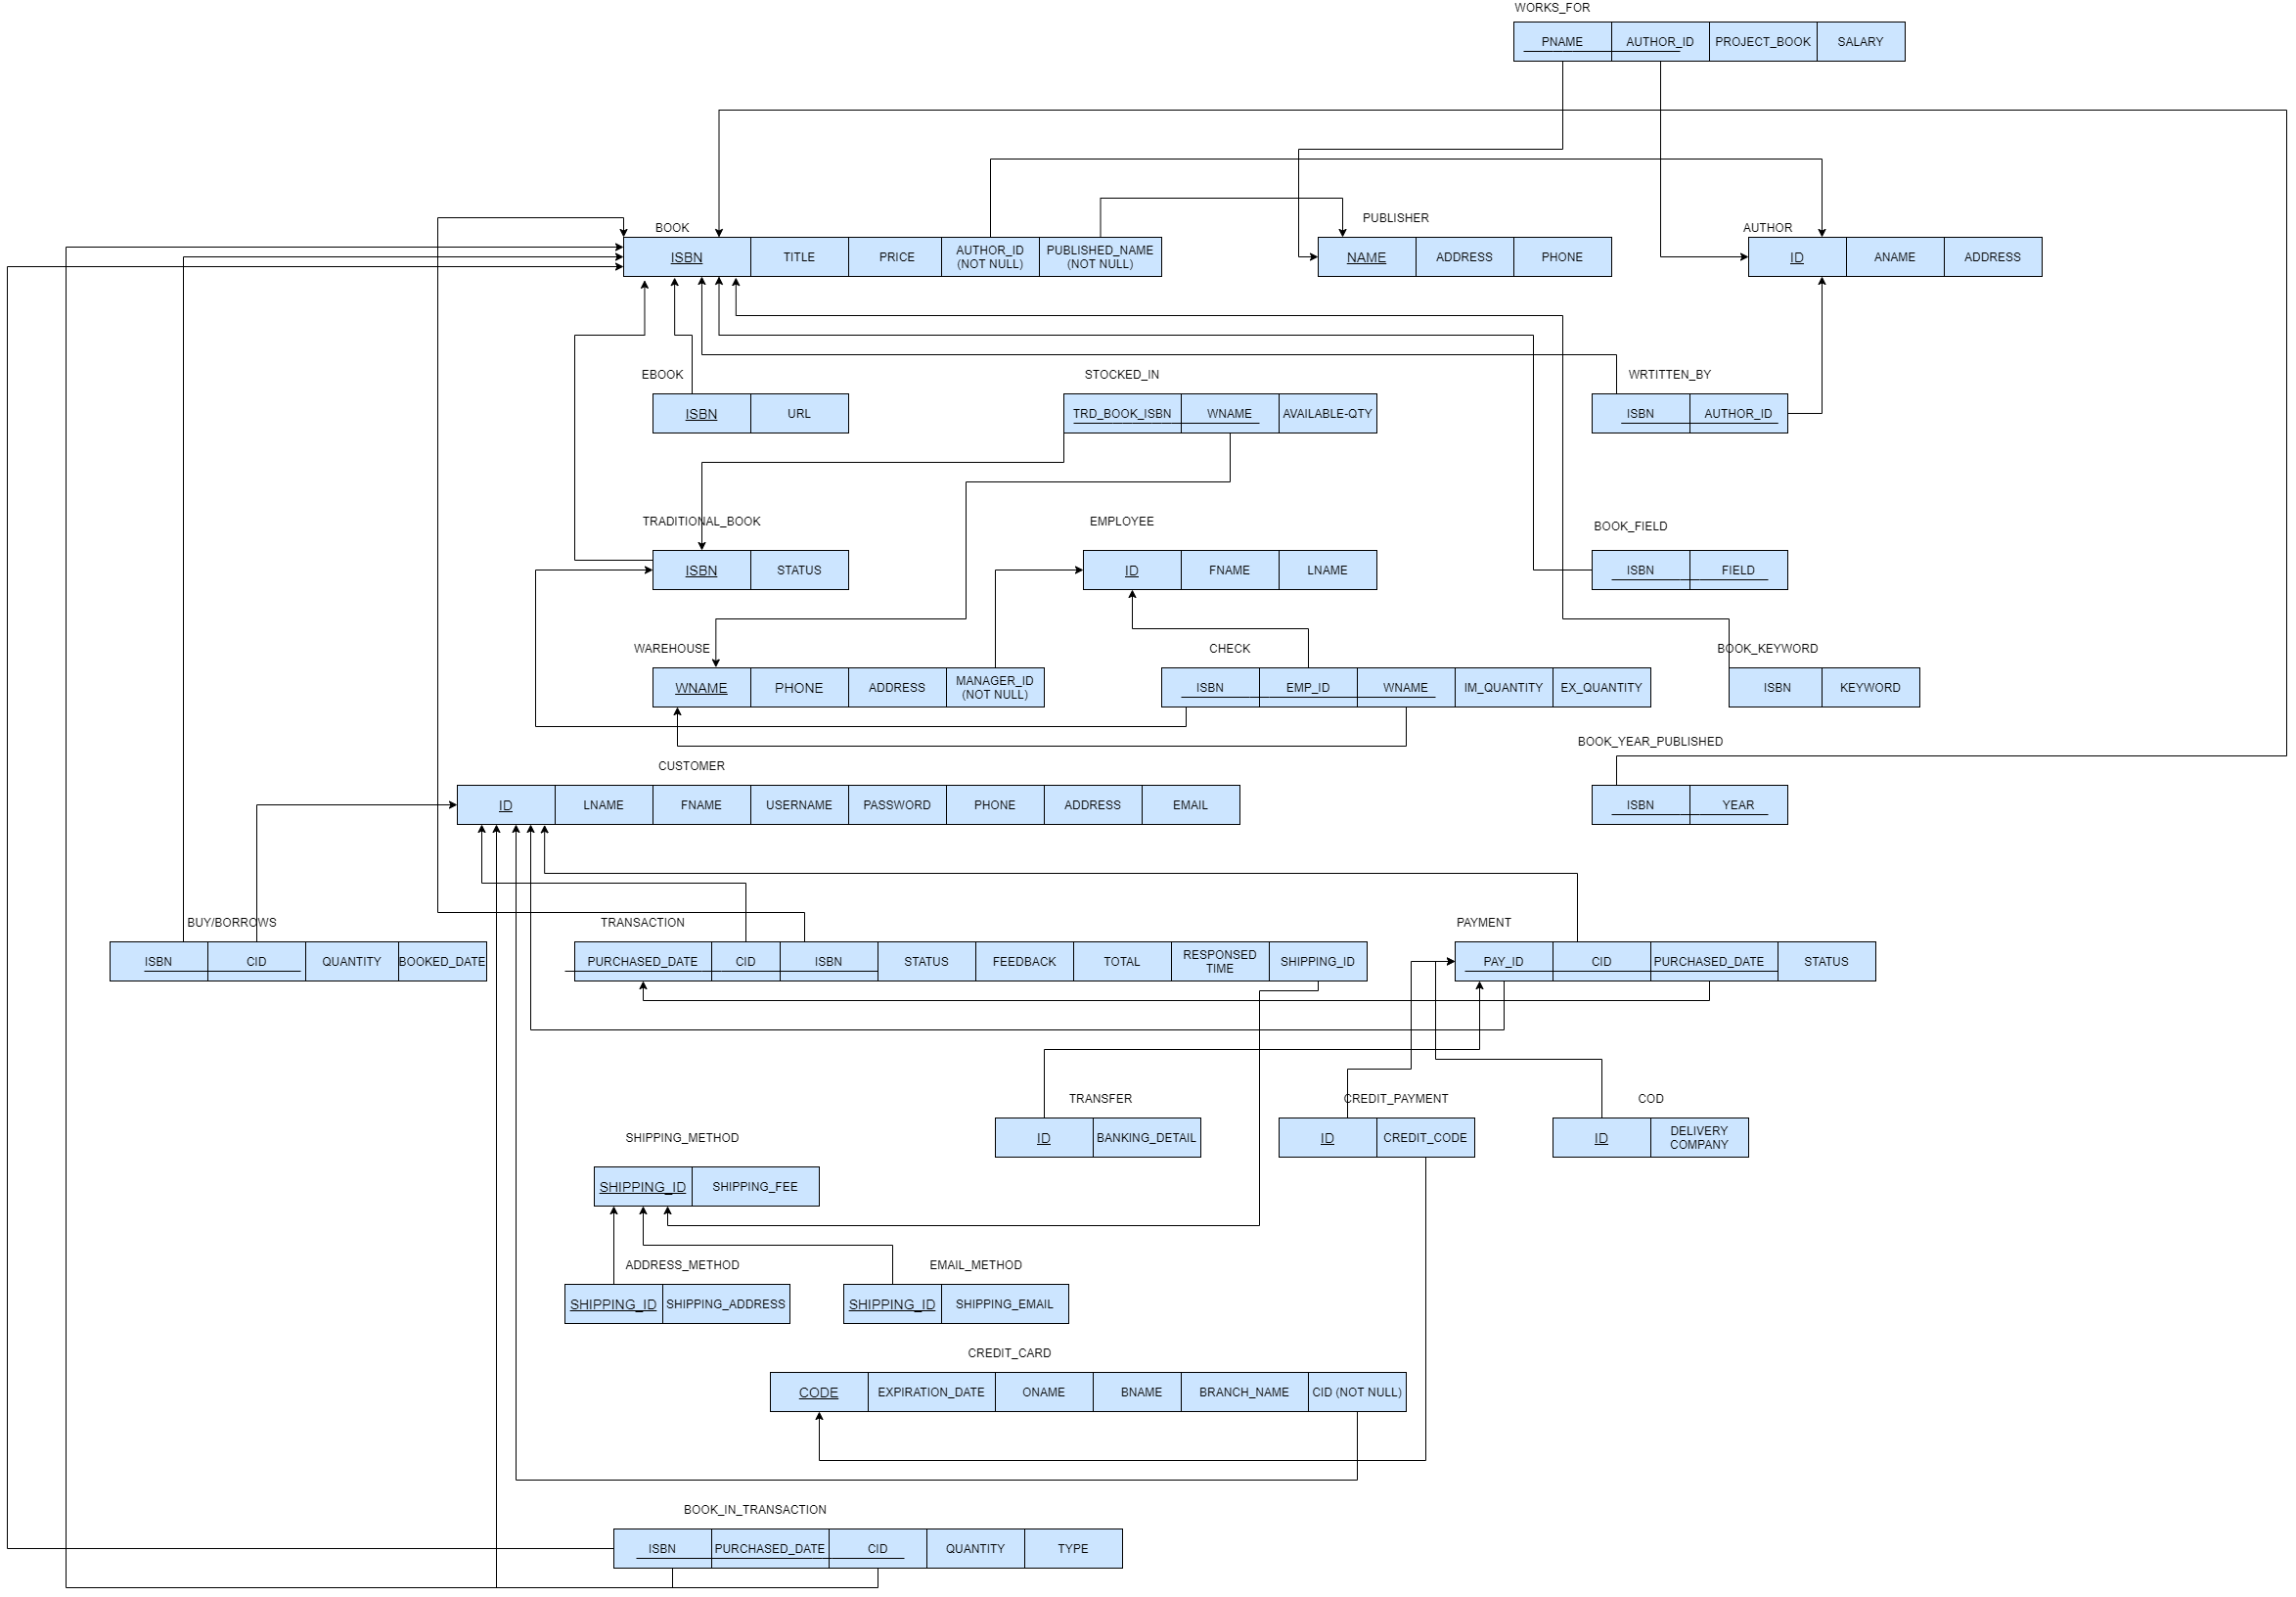 WORKS_FOR
PNAME AUTHOR_ID PROJECT_BOOK SALARY
BOOK
ISBN TITLE PRICE AUTHOR_ID (NOT NULL) PUBLISHED_NAME (NOT NULL)
PUBLISHER
NAME ADDRESS PHONE
AUTHOR
ID ANAME ADDRESS
EBOOK
ISBN URL
STOCKED_IN
TRD_BOOK_ISBN WNAME AVAILABLE-QTY
WRTITTEN_BY
ISBN AUTHOR_ID
TRADITIONAL_BOOK
ISBN STATUS
EMPLOYEE
ID FNAME LNAME
BOOK_FIELD
ISBN FIELD
WAREHOUSE
WNAME PHONE ADDRESS MANAGER_ID (NOT NULL)
CHECK
ISBN EMP_ID WNAME IM_QUANTITY EX_QUANTITY
BOOK_KEYWORD
ISBN KEYWORD
BOOK_YEAR_PUBLISHED
ISBN YEAR
CUSTOMER
ID LNAME FNAME USERNAME PASSWORD PHONE ADDRESS EMAIL
BUY/BORROWS
ISBN CID QUANTITY BOOKED_DATE
TRANSACTION
PURCHASED_DATE CID ISBN STATUS FEEDBACK TOTAL RESPONSED TIME SHIPPING_ID
PAYMENT
PAY_ID CID PURCHASED_DATE STATUS
TRANSFER
ID BANKING_DETAIL
CREDIT_PAYMENT
ID CREDIT_CODE
COD
ID DELIVERY COMPANY
SHIPPING_METHOD
SHIPPING_ID SHIPPING_FEE
ADDRESS_METHOD
SHIPPING_ID SHIPPING_ADDRESS
EMAIL_METHOD
SHIPPING_ID SHIPPING_EMAIL
CREDIT_CARD
CODE EXPIRATION_DATE ONAME BNAME BRANCH_NAME CID (NOT NULL)
BOOK_IN_TRANSACTION
ISBN PURCHASED_DATE CID QUANTITY TYPE